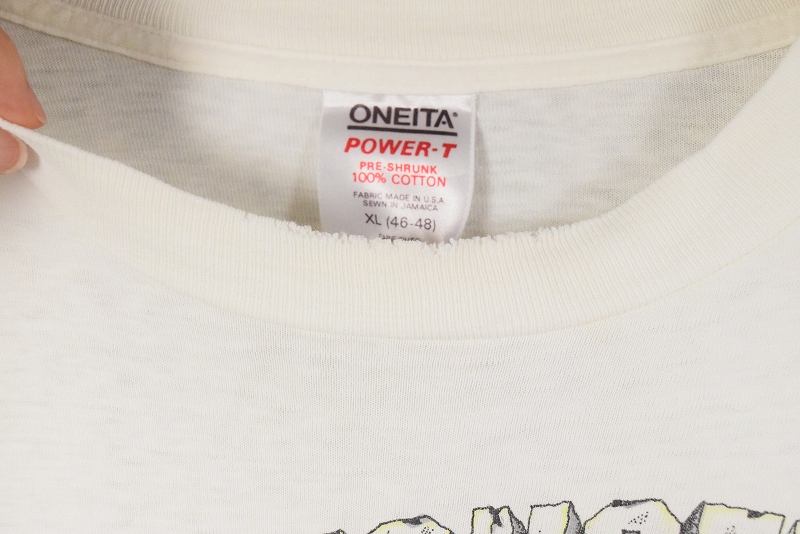 ONEITA®
POWER-T
PRE-SHRUNK
100% COTTON
FABRIC MADE IN U.S.A
SEWN IN JAMAICA
XL (46-48)